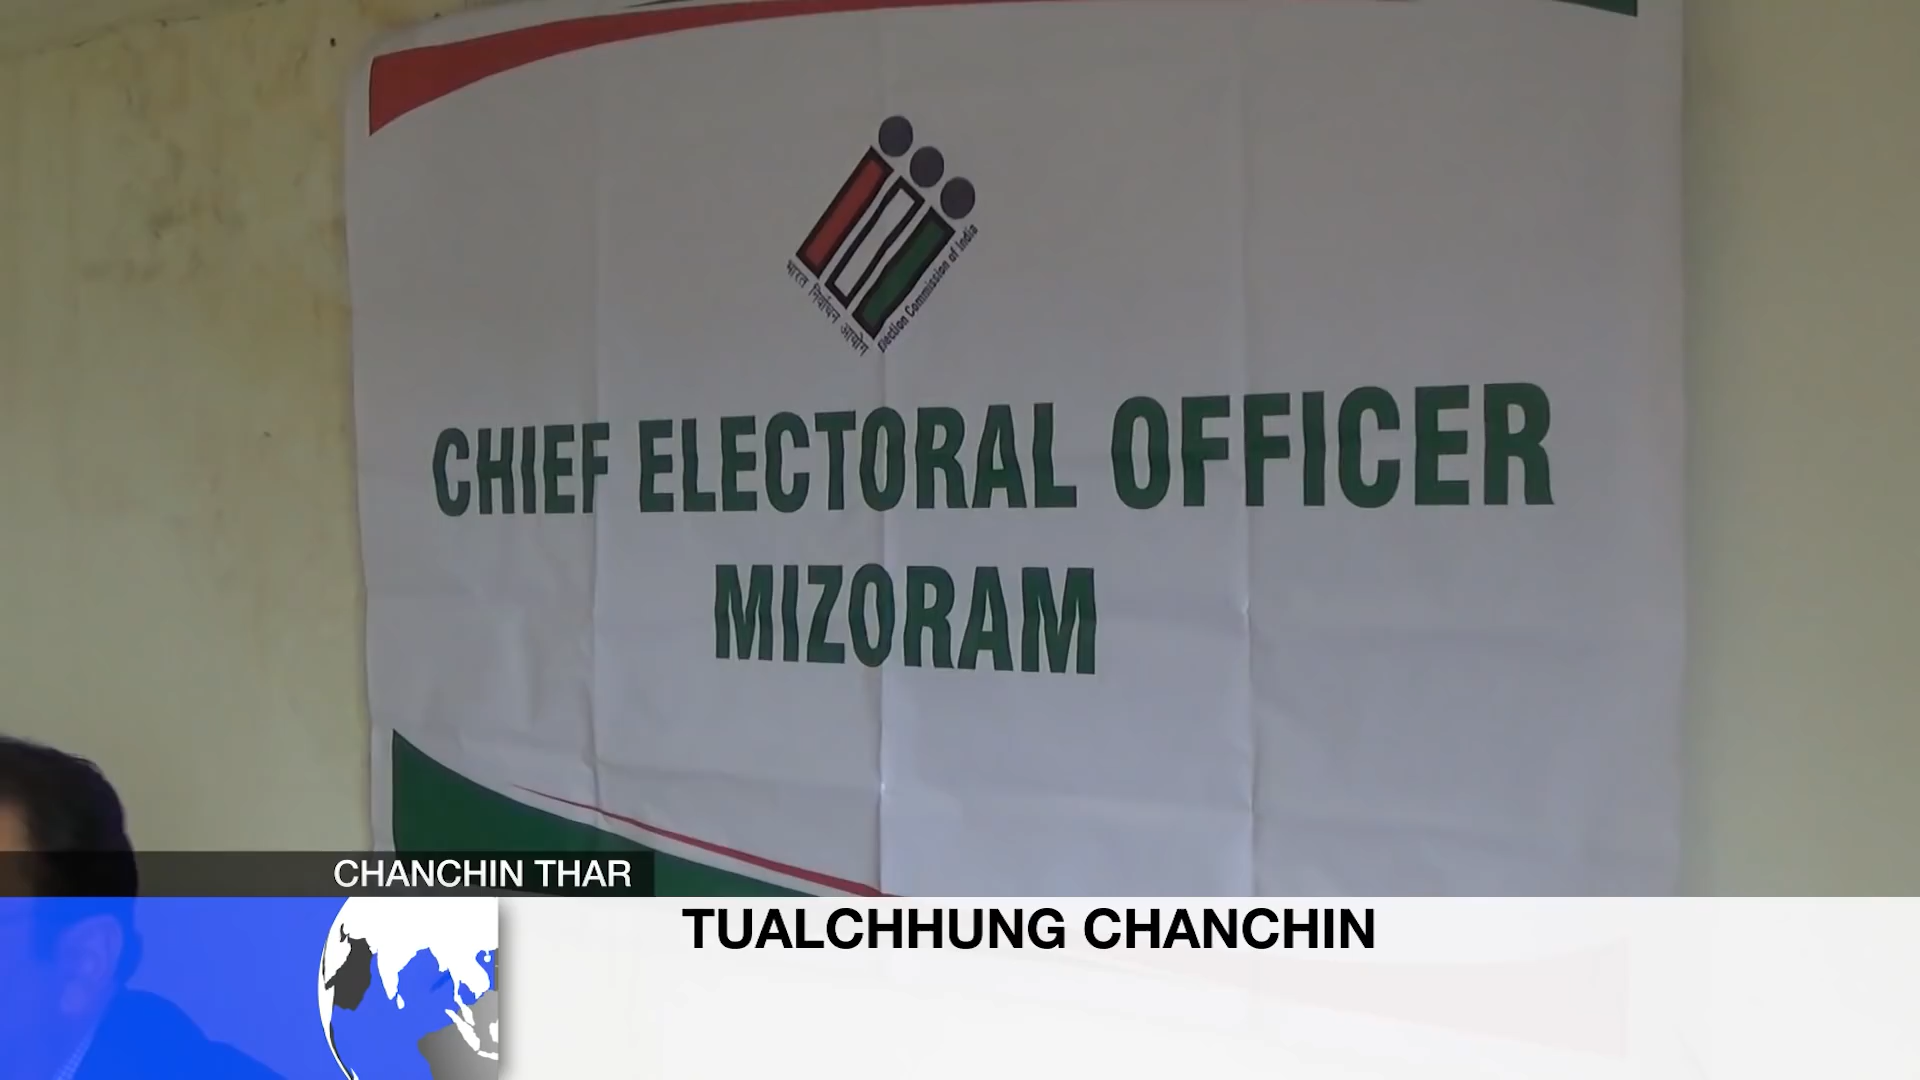 भारत निर्वाचन आयोग
Election Commission of India
CHIEF ELECTORAL OFFICER
MIZORAM
CHANCHIN THAR
TUALCHHUNG CHANCHIN